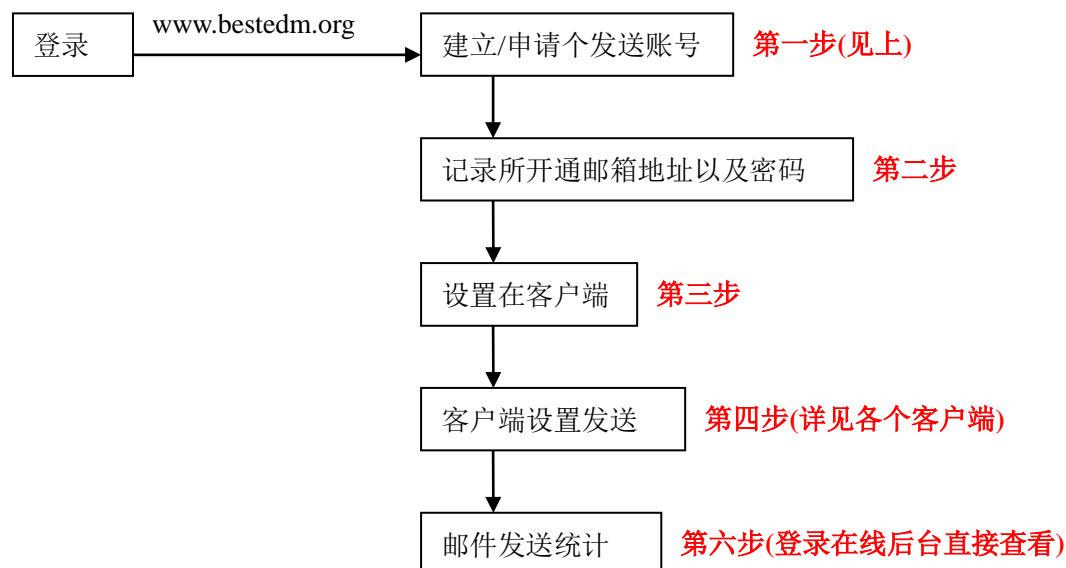 登录
www.bestedm.org
建立/申请个发送账号
第一步(见上)
记录所开通邮箱地址以及密码
第二步
设置在客户端
第三步
客户端设置发送
第四步(详见各个客户端)
邮件发送统计
第六步(登录在线后台直接查看)